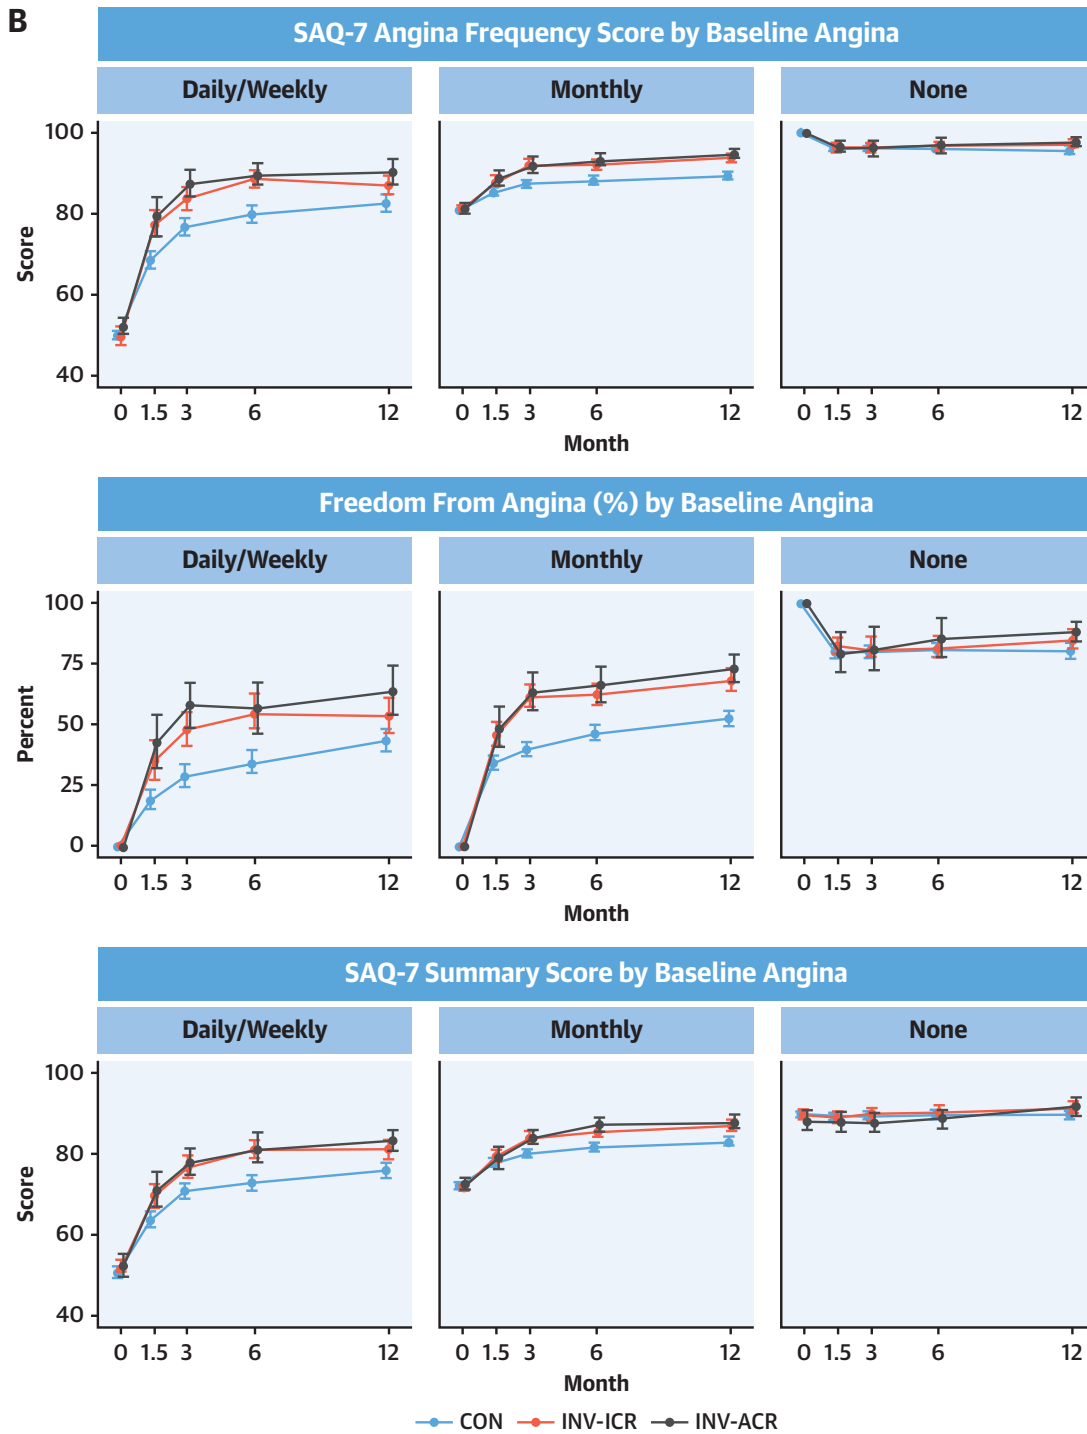 B
SAQ-7 Angina Frequency Score by Baseline Angina
Daily/Weekly Monthly None
Score
100
80
60
40
0 1.5 3 6 12 0 1.5 3 6 12 0 1.5 3 6 12
Month
Freedom From Angina (%) by Baseline Angina
Daily/Weekly Monthly None
Percent
100
75
50
25
0
0 1.5 3 6 12 0 1.5 3 6 12 0 1.5 3 6 12
Month
SAQ-7 Summary Score by Baseline Angina
Daily/Weekly Monthly None
Score
100
80
60
40
0 1.5 3 6 12 0 1.5 3 6 12 0 1.5 3 6 12
Month
CON INV-ICR INV-ACR